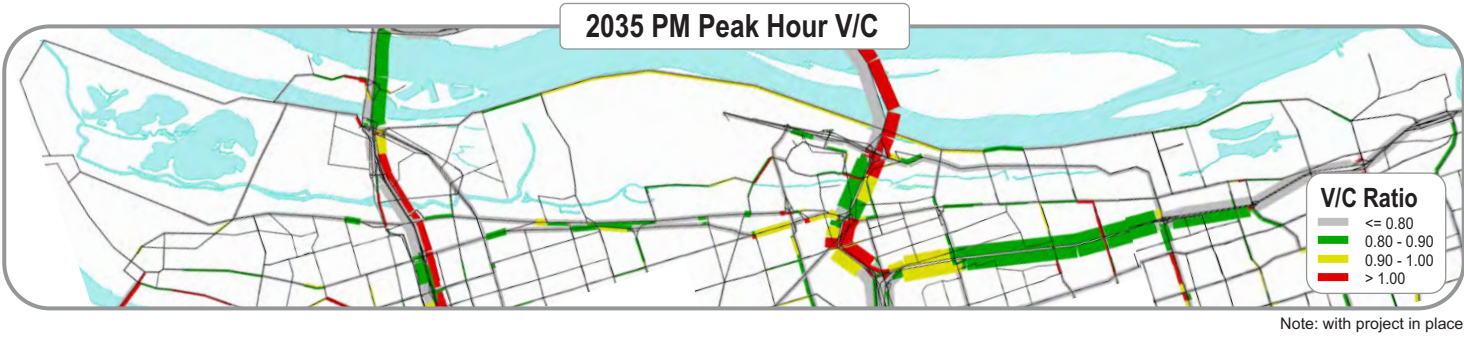 2035 PM Peak Hour V/C
V/C Ratio
<= 0.80
0.80 - 0.90
0.90 - 1.00
> 1.00
Note: with project in place